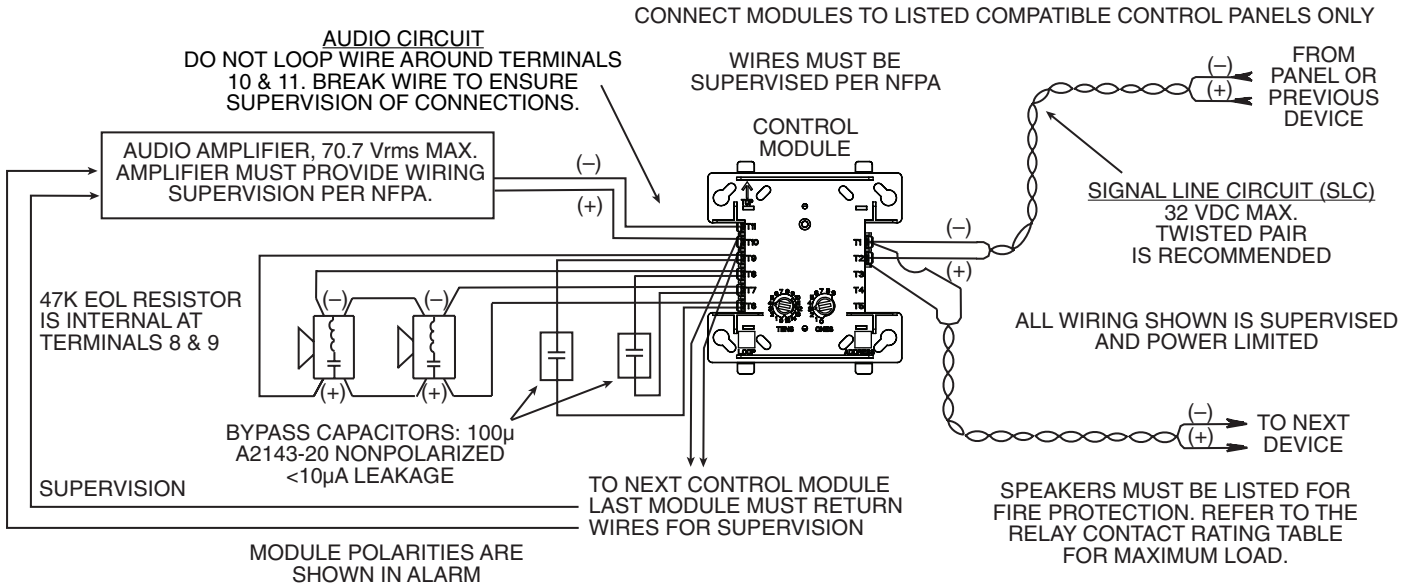 CONNECT MODULES TO LISTED COMPATIBLE CONTROL PANELS ONLY
AUDIO CIRCUIT
DO NOT LOOP WIRE AROUND TERMINALS
10 & 11. BREAK WIRE TO ENSURE
SUPERVISION OF CONNECTIONS.
WIRES MUST BE
SUPERVISED PER NFPA
FROM
PANEL OR
PREVIOUS
DEVICE
(–)
(+)
CONTROL
MODULE
AUDIO AMPLIFIER, 70.7 Vrms MAX.
AMPLIFIER MUST PROVIDE WIRING
SUPERVISION PER NFPA.
(–)
(+)
SIGNAL LINE CIRCUIT (SLC)
32 VDC MAX.
TWISTED PAIR
IS RECOMMENDED
TOP
T11
T10
T9
T8
T7
T6
T1
T2
T3
T4
T5
(–)
(+)
TENS
ONES
LOOP
ADDRESS
47K EOL RESISTOR
IS INTERNAL AT
TERMINALS 8 & 9
(–)
(–)
(+)
(+)
ALL WIRING SHOWN IS SUPERVISED
AND POWER LIMITED
BYPASS CAPACITORS: 100µ
A2143-20 NONPOLARIZED
<10µA LEAKAGE
(–)
(+)
TO NEXT
DEVICE
SUPERVISION
TO NEXT CONTROL MODULE
LAST MODULE MUST RETURN
WIRES FOR SUPERVISION
SPEAKERS MUST BE LISTED FOR
FIRE PROTECTION. REFER TO THE
RELAY CONTACT RATING TABLE
FOR MAXIMUM LOAD.
MODULE POLARITIES ARE
SHOWN IN ALARM